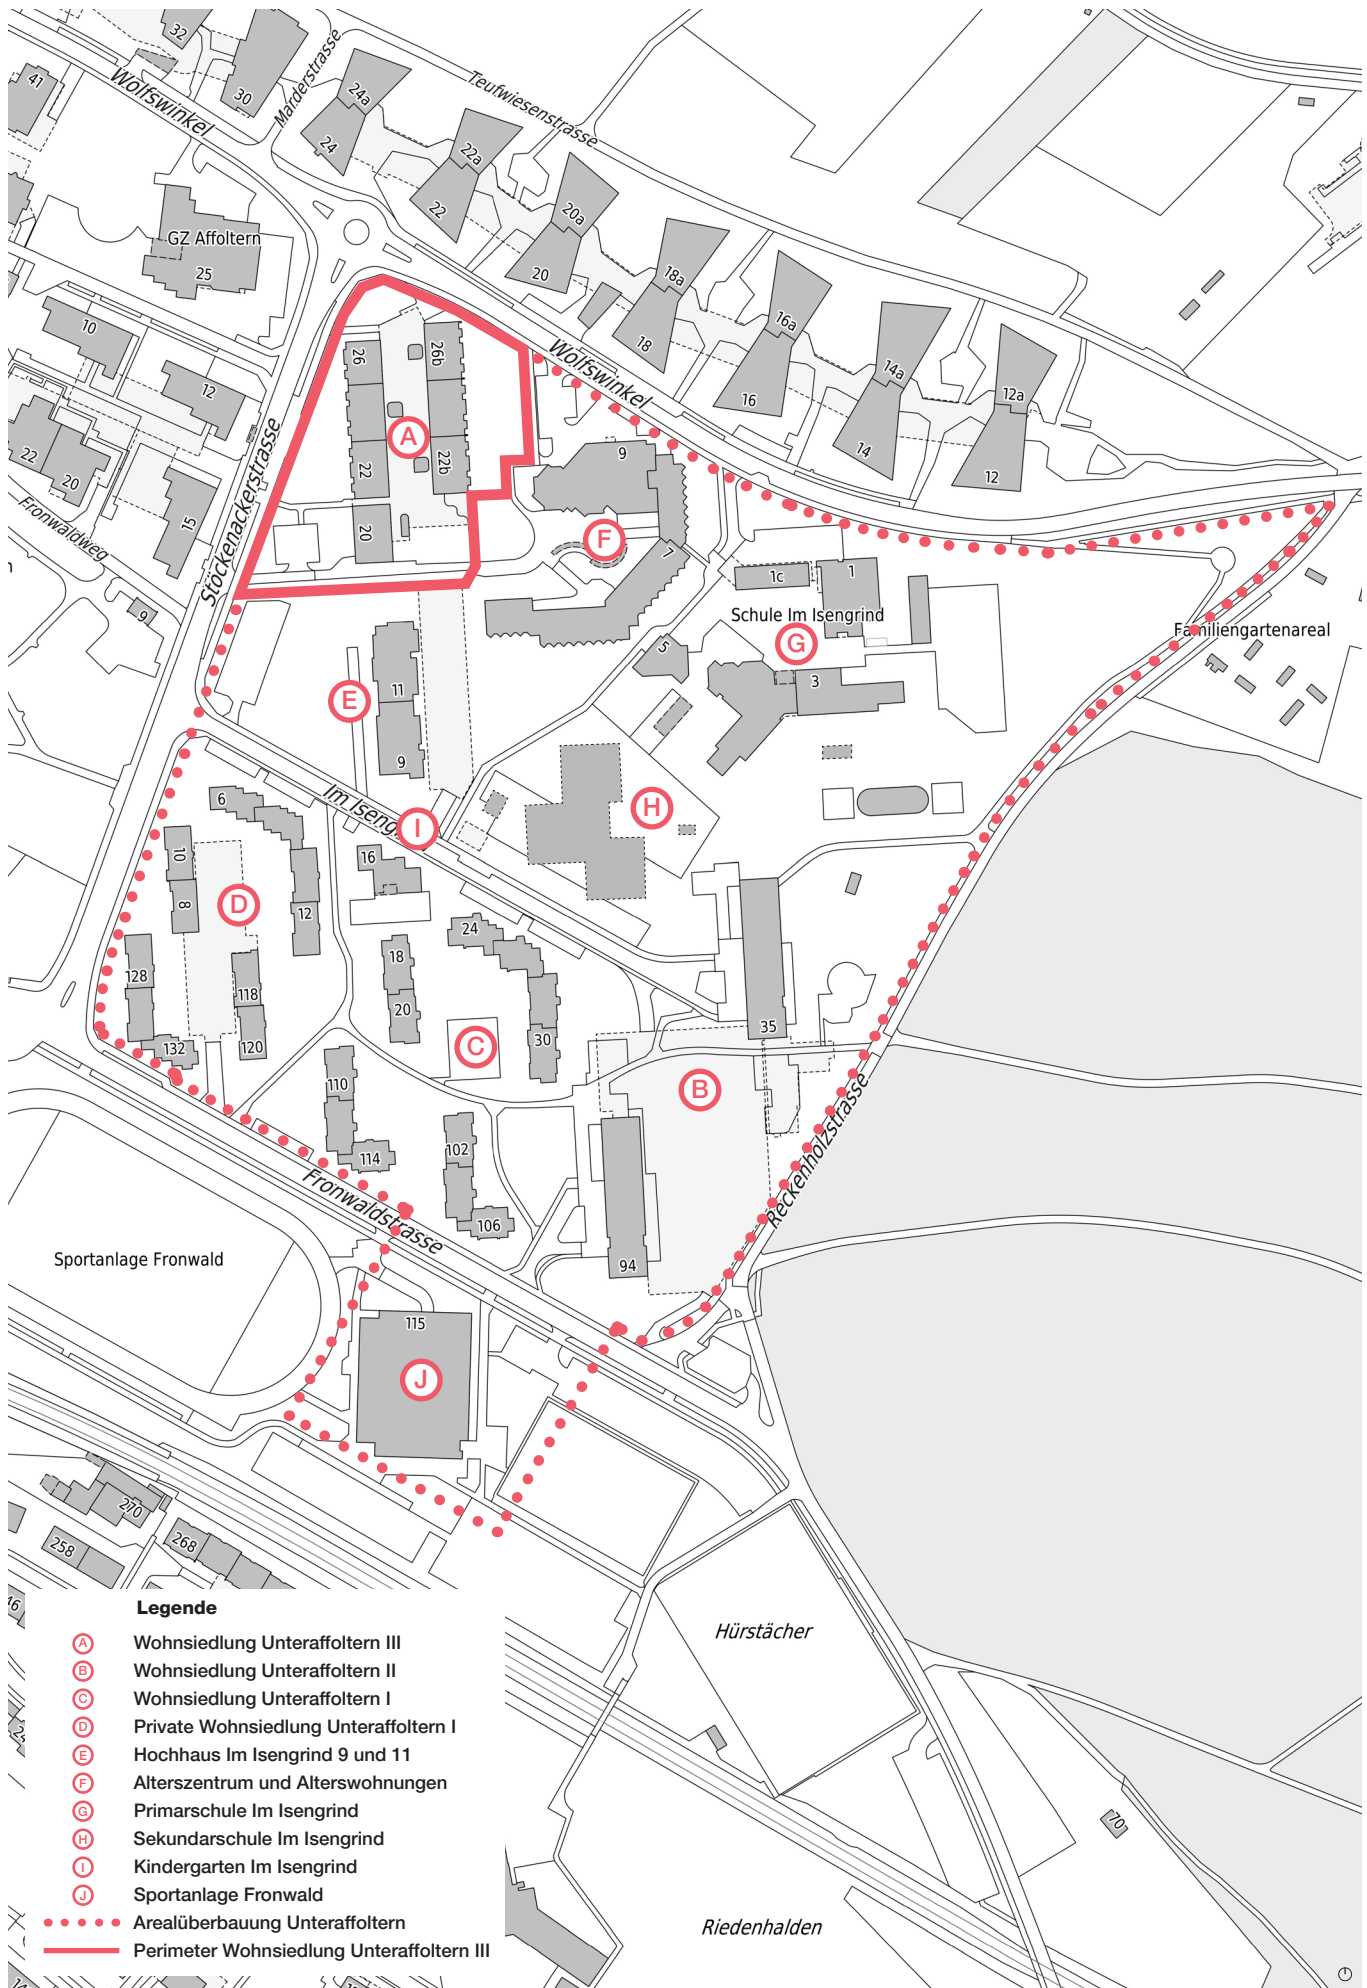 32
41
30
Wolfswinkel
Marderstrasse
Teufwiesenstrasse
24a
24
22a
22
20a
20
18a
18
16a
16
14a
14
12a
12
GZ Affoltern
25
10
12
22
20
15
Fronwaldweg
9
Stockenackerstrasse
26
26b
A
22
22b
20
Wolfswinkel
9
F
7
1c
1
Schule Im Isengrind
G
5
3
Familiengartenareal
E
11
9
H
Im Isengr
I
6
10
8
D
12
16
24
18
20
C
30
35
B
128
118
120
132
110
114
102
106
94
Reckenholzstrasse
Fronwaldstrasse
Sportanlage Fronwald
115
J
270
268
258
46
Hürstächer
70
Riedenhalden
Legende
A Wohnsiedlung Unteraffoltern III
B Wohnsiedlung Unteraffoltern II
C Wohnsiedlung Unteraffoltern I
D Private Wohnsiedlung Unteraffoltern I
E Hochhaus Im Isengrind 9 und 11
F Alterszentrum und Alterswohnungen
G Primarschule Im Isengrind
H Sekundarschule Im Isengrind
I Kindergarten Im Isengrind
J Sportanlage Fronwald
Arealüberbauung Unteraffoltern
Perimeter Wohnsiedlung Unteraffoltern III